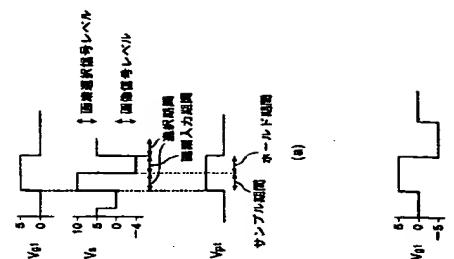 Vg1
5
0
Vs
10
5
0
-4
画素選択信号レベル
画像信号レベル
選択期間
画素入力期間
Vp1
サンプル期間
ホールド期間
(a)
Vg1
5
0
-5